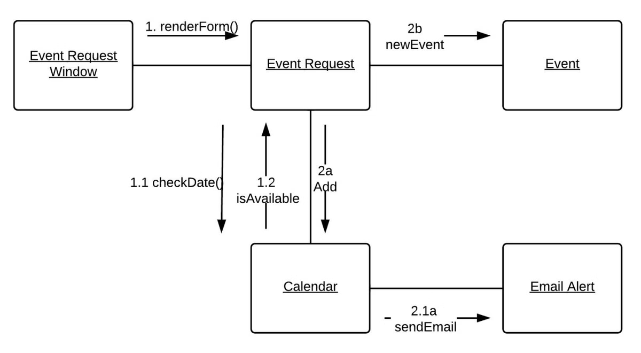 1. renderForm()
2b
newEvent
Event Request
Window
Event Request
Event
1.1 checkDate()
1.2
isAvailable
2a
Add
Calendar
Email Alert
2.1a
sendEmail